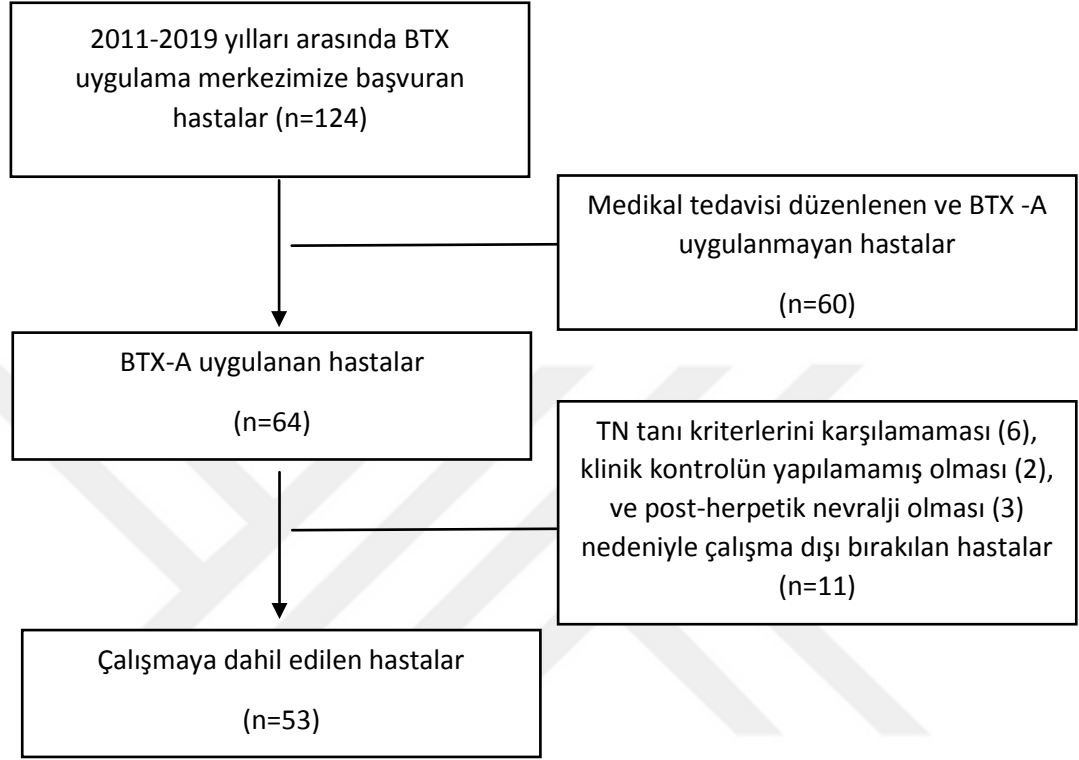 2011-2019 yılları arasında BTX
uygulama merkezimize başvuran
hastalar (n=124)
Medikal tedavisi düzenlenen ve BTX -A
uygulanmayan hastalar
(n=60)
BTX-A uygulanan hastalar
(n=64)
TN tanı kriterlerini karşılamaması (6),
klinik kontrolün yapılamamış olması (2),
ve post-herpetik nevralji olması (3)
nedeniyle çalışma dışı bırakılan hastalar
(n=11)
Çalışmaya dahil edilen hastalar
(n=53)